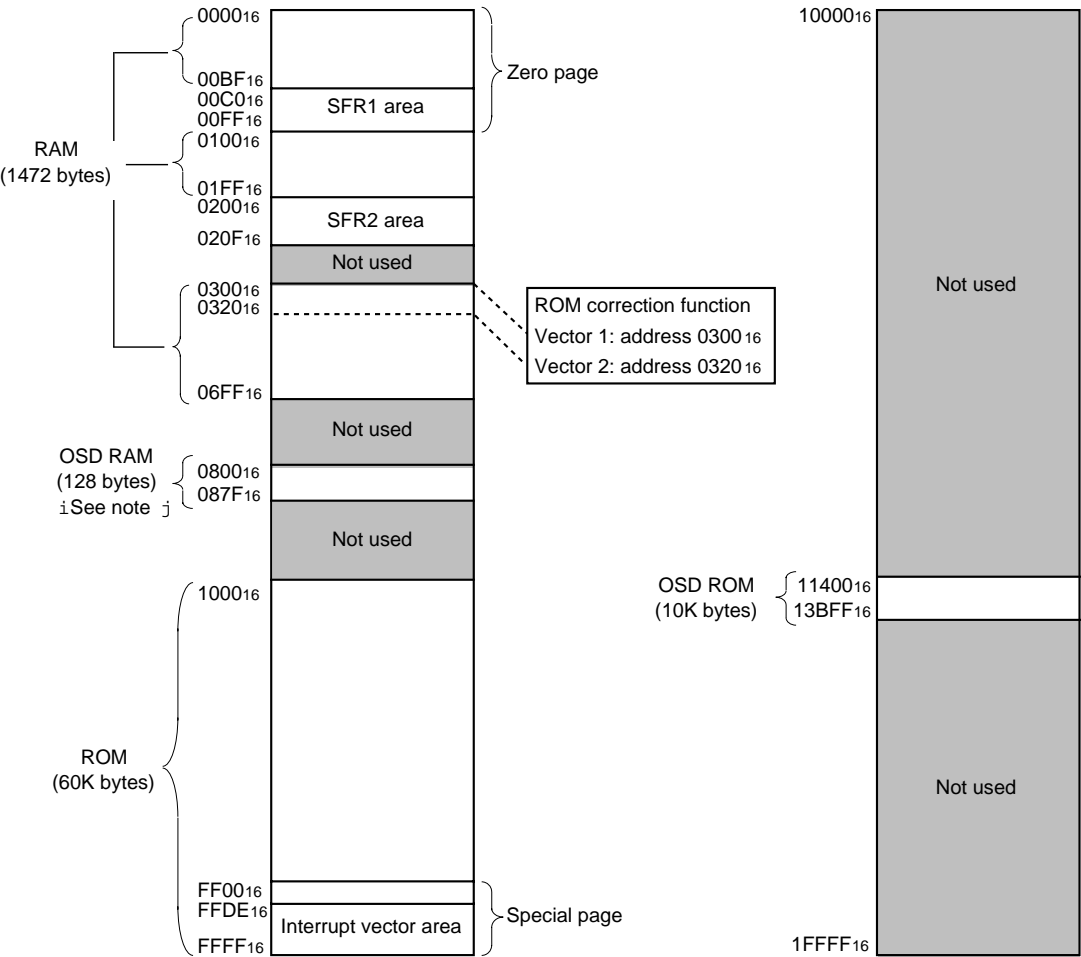 000016
00BF16
00C016
SFR1 area
00FF16
Zero page
RAM
(1472 bytes)
010016
01FF16
020016
SFR2 area
020F16
Not used
030016
032016
ROM correction function
Vector 1: address 030016
Vector 2: address 032016
06FF16
Not used
OSD RAM
(128 bytes)
iSee note j
080016
087F16
Not used
100016
ROM
(60K bytes)
FF0016
FFDE16
Interrupt vector area
FFFF16
Special page
1000016
Not used
OSD ROM
(10K bytes)
1140016
13BFF16
Not used
1FFFF16